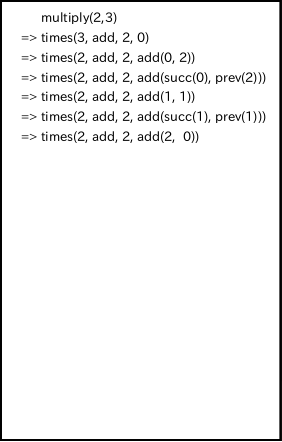 multiply(2,3)
=> times(3, add, 2, 0)
=> times(2, add, 2, add(0, 2))
=> times(2, add, 2, add(succ(0), prev(2)))
=> times(2, add, 2, add(1, 1))
=> times(2, add, 2, add(succ(1), prev(1)))
=> times(2, add, 2, add(2,  0))